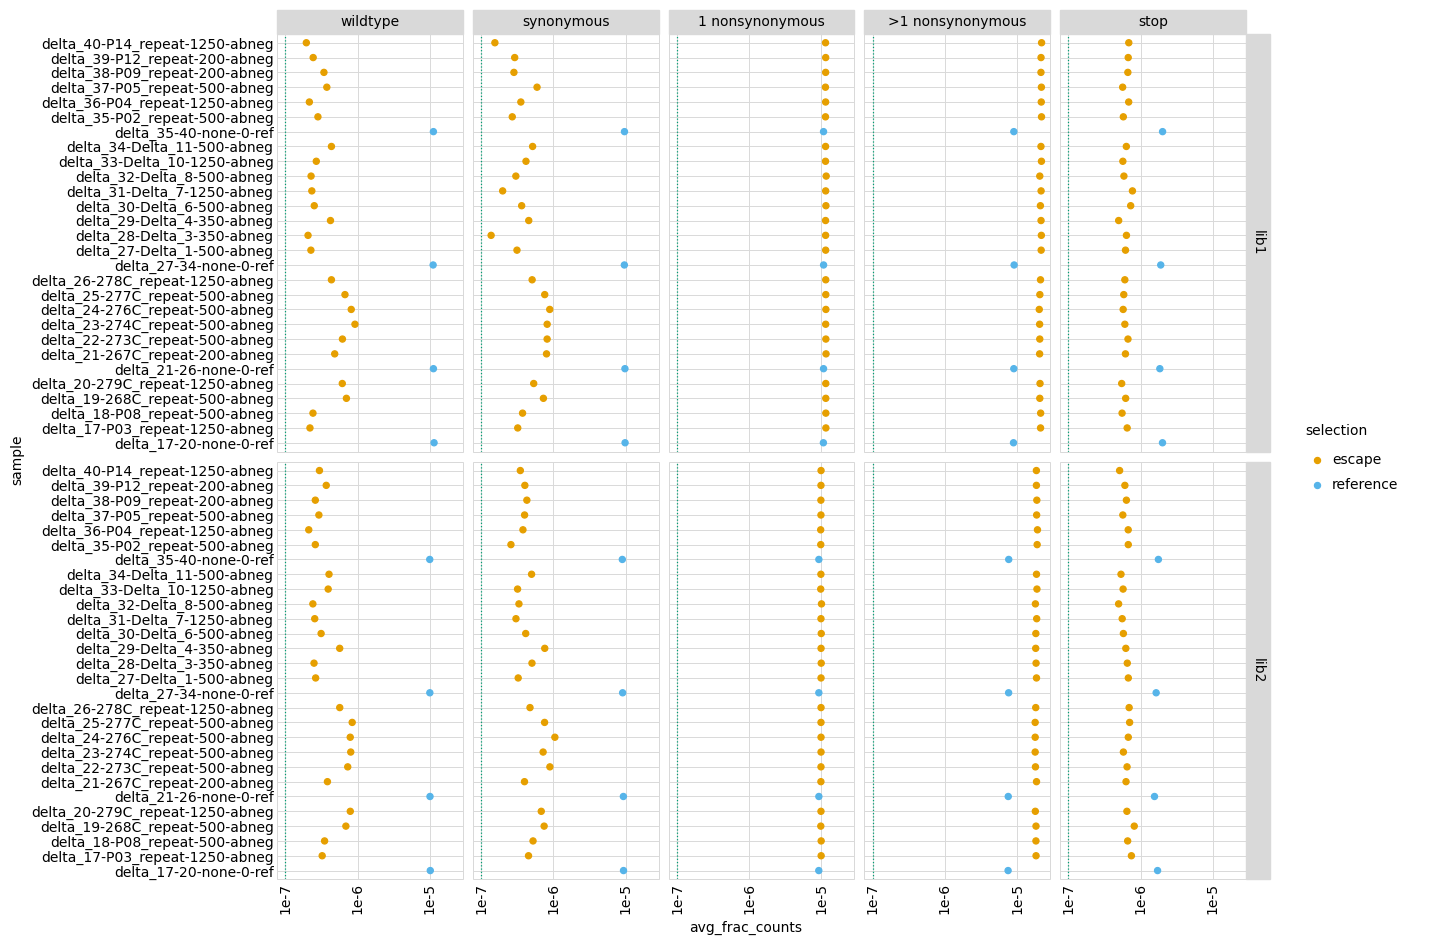 wildtype synonymous 1 nonsynonymous >1 nonsynonymous stop
delta_40-P14_repeat-1250-abneg
delta_39-P12_repeat-200-abneg
delta_38-P09_repeat-200-abneg
delta_37-P05_repeat-500-abneg
delta_36-P04_repeat-1250-abneg
delta_35-P02_repeat-500-abneg
delta_35-40-none-0-ref
delta_34-Delta_11-500-abneg
delta_33-Delta_10-1250-abneg
delta_32-Delta_8-500-abneg
delta_31-Delta_7-1250-abneg
delta_30-Delta_6-500-abneg
delta_29-Delta_4-350-abneg
delta_28-Delta_3-350-abneg
delta_27-Delta_1-500-abneg
delta_27-34-none-0-ref
delta_26-278C_repeat-1250-abneg
delta_25-277C_repeat-500-abneg
delta_24-276C_repeat-500-abneg
delta_23-274C_repeat-500-abneg
delta_22-273C_repeat-500-abneg
delta_21-267C_repeat-200-abneg
delta_21-26-none-0-ref
delta_20-279C_repeat-1250-abneg
delta_19-268C_repeat-500-abneg
delta_18-P08_repeat-500-abneg
delta_17-P03_repeat-1250-abneg
delta_17-20-none-0-ref
lib1
sample
delta_40-P14_repeat-1250-abneg
delta_39-P12_repeat-200-abneg
delta_38-P09_repeat-200-abneg
delta_37-P05_repeat-500-abneg
delta_36-P04_repeat-1250-abneg
delta_35-P02_repeat-500-abneg
delta_35-40-none-0-ref
delta_34-Delta_11-500-abneg
delta_33-Delta_10-1250-abneg
delta_32-Delta_8-500-abneg
delta_31-Delta_7-1250-abneg
delta_30-Delta_6-500-abneg
delta_29-Delta_4-350-abneg
delta_28-Delta_3-350-abneg
delta_27-Delta_1-500-abneg
delta_27-34-none-0-ref
delta_26-278C_repeat-1250-abneg
delta_25-277C_repeat-500-abneg
delta_24-276C_repeat-500-abneg
delta_23-274C_repeat-500-abneg
delta_22-273C_repeat-500-abneg
delta_21-267C_repeat-200-abneg
delta_21-26-none-0-ref
delta_20-279C_repeat-1250-abneg
delta_19-268C_repeat-500-abneg
delta_18-P08_repeat-500-abneg
delta_17-P03_repeat-1250-abneg
delta_17-20-none-0-ref
lib2
1e-7 1e-6 1e-5 1e-7 1e-6 1e-5 1e-7 1e-6 1e-5 1e-7 1e-6 1e-5 1e-7 1e-6 1e-5
avg_frac_counts
selection
escape
reference